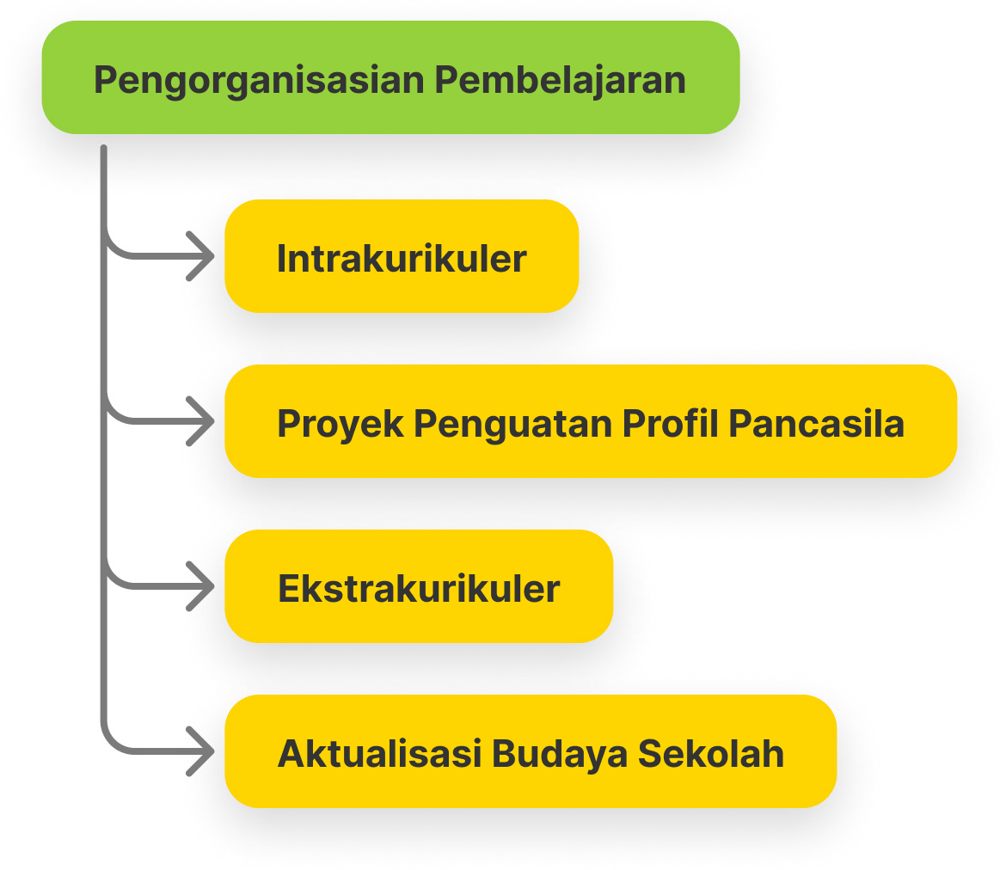 Pengorganisasian Pembelajaran
Intrakurikuler
Proyek Penguatan Profil Pancasila
Ekstrakurikuler
Aktualisasi Budaya Sekolah